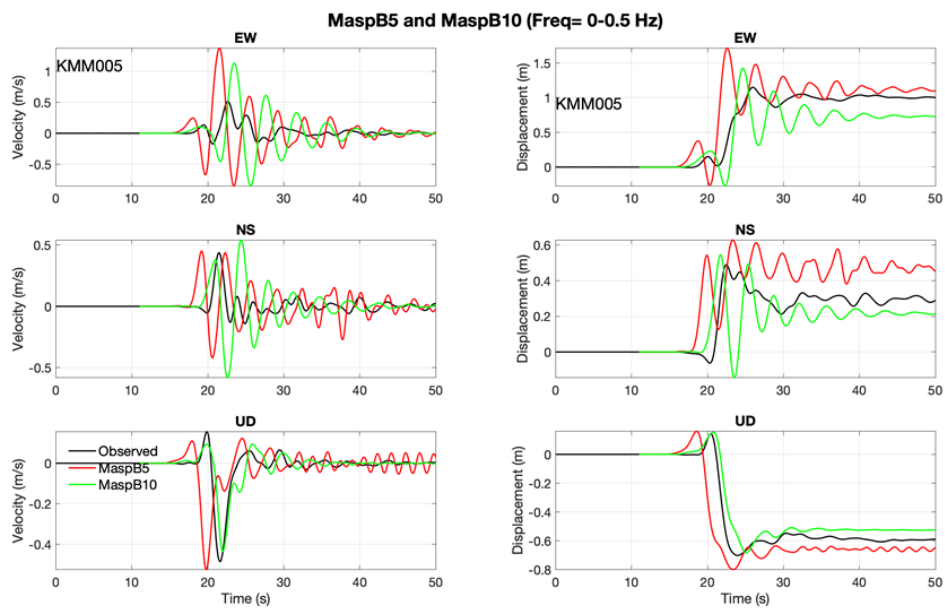 MaspB5 and MaspB10 (Freq= 0-0.5 Hz)
EW
KMM005
Velocity (m/s)
1
0.5
0
-0.5
0 10 20 30 40 50
EW
KMM005
Displacement (m)
1.5
1
0.5
0
0 10 20 30 40 50
NS
Velocity (m/s)
0.5
0
-0.5
0 10 20 30 40 50
NS
Displacement (m)
0.6
0.4
0.2
0
0 10 20 30 40 50
UD
Observed
MaspB5
MaspB10
Velocity (m/s)
0
-0.2
-0.4
0 10 20 30 40 50
Time (s)
UD
Displacement (m)
0
-0.2
-0.4
-0.6
-0.8
0 10 20 30 40 50
Time (s)